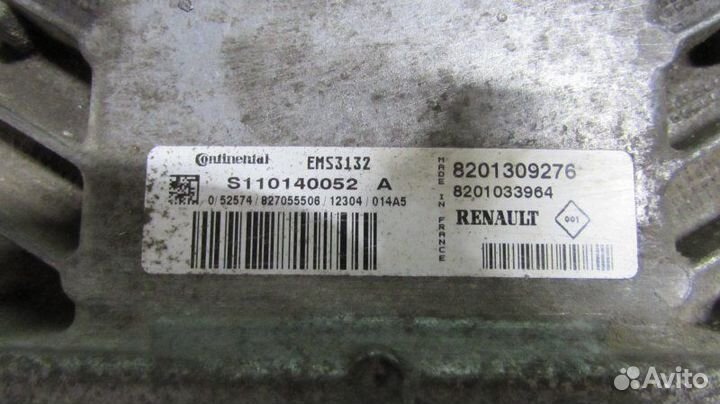 Continental EMS3132
S110140052 A
0/52574/827055506/12304/014A5
MADE IN FRANCE
8201309276
8201033964
RENAULT 001
Avito